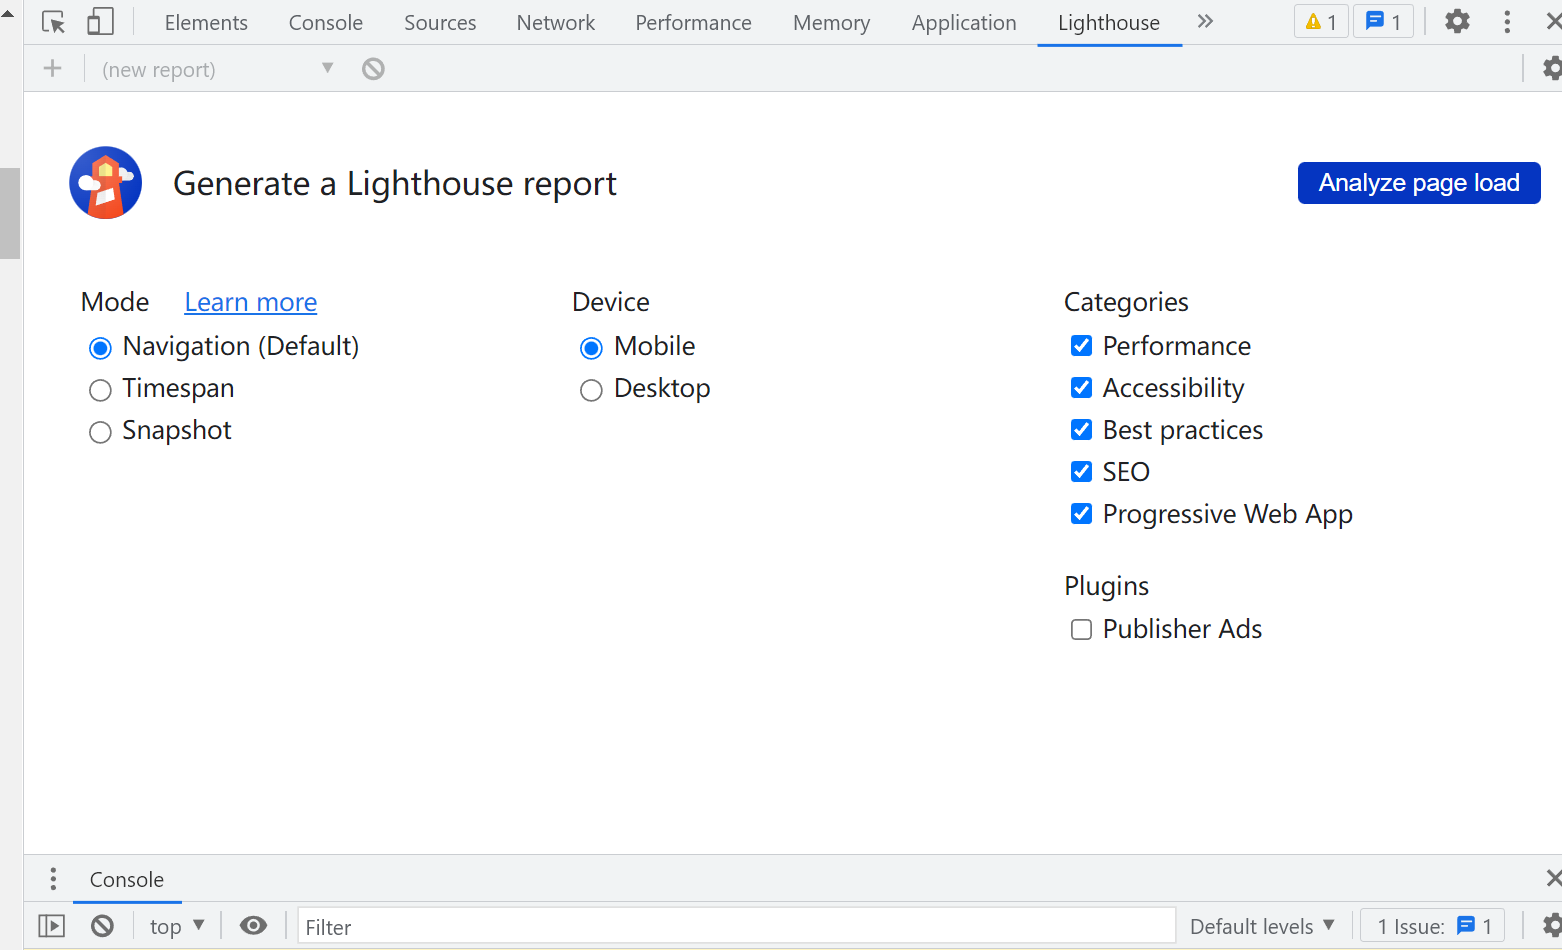 Elements Console Sources Network Performance Memory Application Lighthouse 1 1
(new report)
Generate a Lighthouse report
Analyze page load
Mode Learn more Device Categories
Navigation (Default) Mobile Performance
Timespan Desktop Accessibility
Snapshot Best practices
SEO
Progressive Web App
Plugins
Publisher Ads
Console
top Filter Default levels 1 Issue: 1